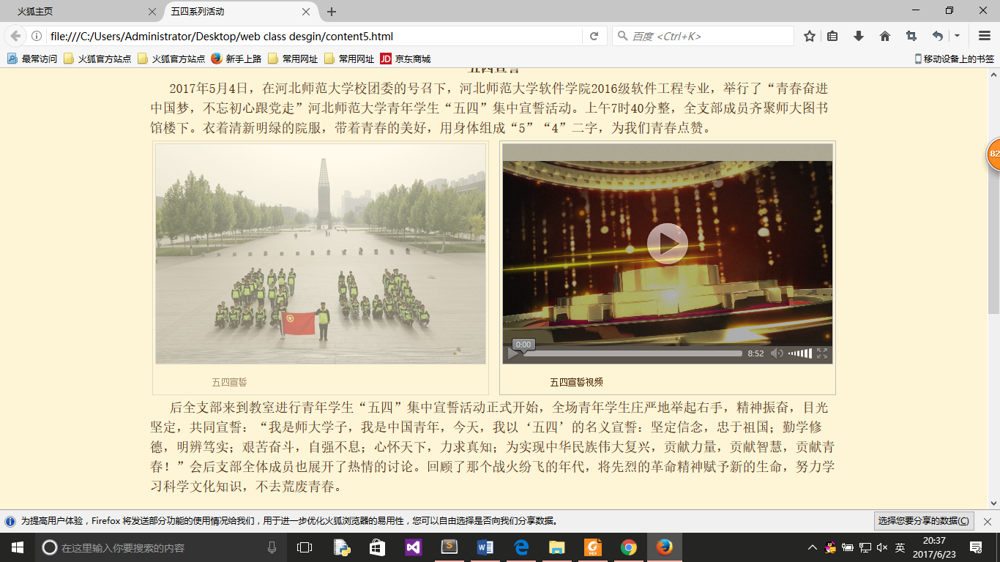 火狐主页
五四系列活动
file:///C:/Users/Administrator/Desktop/web class desgin/content5.html
百度 <Ctrl+K>
最常访问 火狐官方站点 火狐官方站点 新手上路 常用网址 常用网址 JD 京东商城 移动设备上的书签
五四宣誓
2017年5月4日，在河北师范大学校团委的号召下，河北师范大学软件学院2016级软件工程专业，举行了“青春奋进
中国梦，不忘初心跟党走”河北师范大学青年学生“五四”集中宣誓活动。上午7时40分整，全支部成员齐聚师大图书
馆楼下。衣着清新明绿的院服，带着青春的美好，用身体组成“5”“4”二字，为我们青春点赞。
82
0:00
8:52
五四宣誓
五四宣誓视频
后全支部来到教室进行青年学生“五四”集中宣誓活动正式开始，全场青年学生庄严地举起右手，精神振奋，目光
坚定，共同宣誓：“我是师大学子，我是中国青年，今天，我以‘五四’的名义宣誓：坚定信念，忠于祖国；勤学修
德，明辨笃实；艰苦奋斗，自强不息；心怀天下，力求真知；为实现中华民族伟大复兴，贡献力量，贡献智慧，贡献青
春！”会后支部全体成员也展开了热情的讨论。回顾了那个战火纷飞的年代，将先烈的革命精神赋予新的生命，努力学
习科学文化知识，不去荒废青春。
为提高用户体验，Firefox 将发送部分功能的使用情况给我们，用于进一步优化火狐浏览器的易用性，您可以自由选择是否向我们分享数据。
选择您要分享的数据(C)
在这里输入你要搜索的内容
英
20:37
2017/6/23